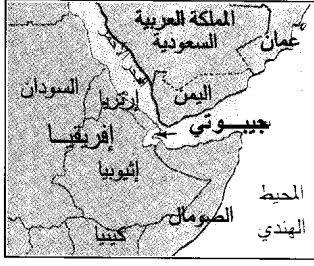 المملكة العربية
السعودية
عمان
السودان
إرتريا
اليمن
جيبوتي
إفريقيا
إثيوبيا
المحيط
الهندي
الصومال
كينيا